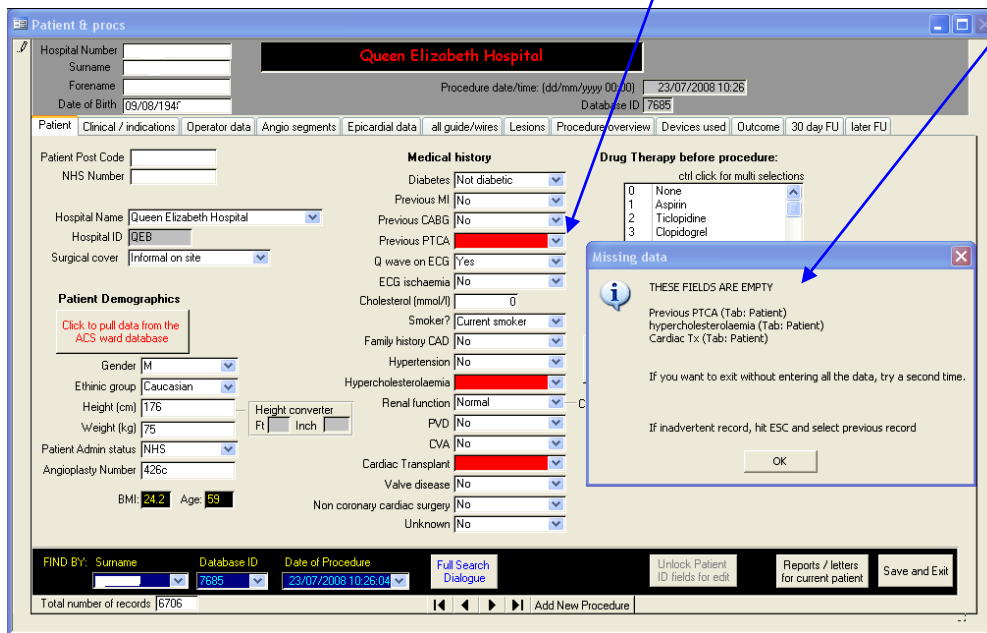 Patient & procs
Hospital Number
Queen Elizabeth Hospital
Surname
Forename
Procedure date/time: (dd/mm/yyyy 00:00) 23/07/2008 10:26
Date of Birth 09/08/194
Database ID 7685
Patient Clinical / indications Operator data Angio segments Epicardial data all guide/wires Lesions Procedure overview Devices used Outcome 30 day FU later FU
Patient Post Code
NHS Number
Hospital Name Queen Elizabeth Hospital
Hospital ID QEB
Surgical cover Informal on site
Patient Demographics
Click to pull data from the
ACS ward database
Gender M
Ethinic group Caucasian
Height (cm) 176
Weight (kg) 75
Height converter
Ft Inch
Patient Admin status NHS
Angioplasty Number 426c
BMI: 24.2 Age: 59
Medical history
Diabetes Not diabetic
Previous MI No
Previous CABG No
Previous PTCA
Q wave on ECG Yes
ECG ischaemia No
Cholesterol (mmol/l) 0
Smoker? Current smoker
Family history CAD No
Hypertension No
Hypercholesterolaemia
Renal function Normal
C
PVD No
CVA No
Cardiac Transplant
Valve disease No
Non coronary cardiac surgery No
Unknown No
Drug Therapy before procedure:
ctrl click for multi selections
0 None
1 Aspirin
2 Ticlopidine
3 Clopidogrel
Missing data
THESE FIELDS ARE EMPTY
Previous PTCA (Tab: Patient)
hypercholesterolaemia (Tab: Patient)
Cardiac Tx (Tab: Patient)
If you want to exit without entering all the data, try a second time.
If inadvertent record, hit ESC and select previous record
OK
FIND BY: Surname Database ID Date of Procedure
7685 23/07/2008 10:26:04
Full Search
Dialogue
Unlock Patient
ID fields for edit
Reports / letters
for current patient
Save and Exit
Total number of records 6706
Add New Procedure